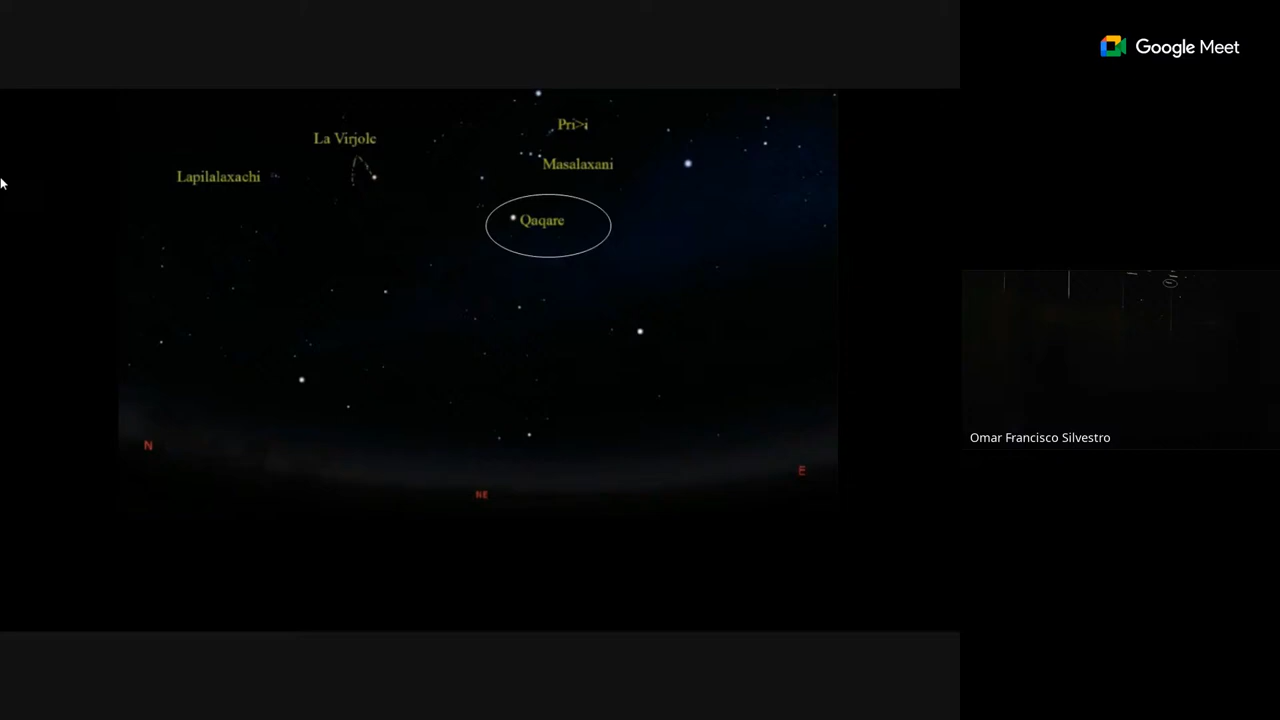 Google Meet
Pri>i
La Virjole
Masalaxani
Lapilalaxachi
Qaqare
Omar Francisco Silvestro
N
E
NE